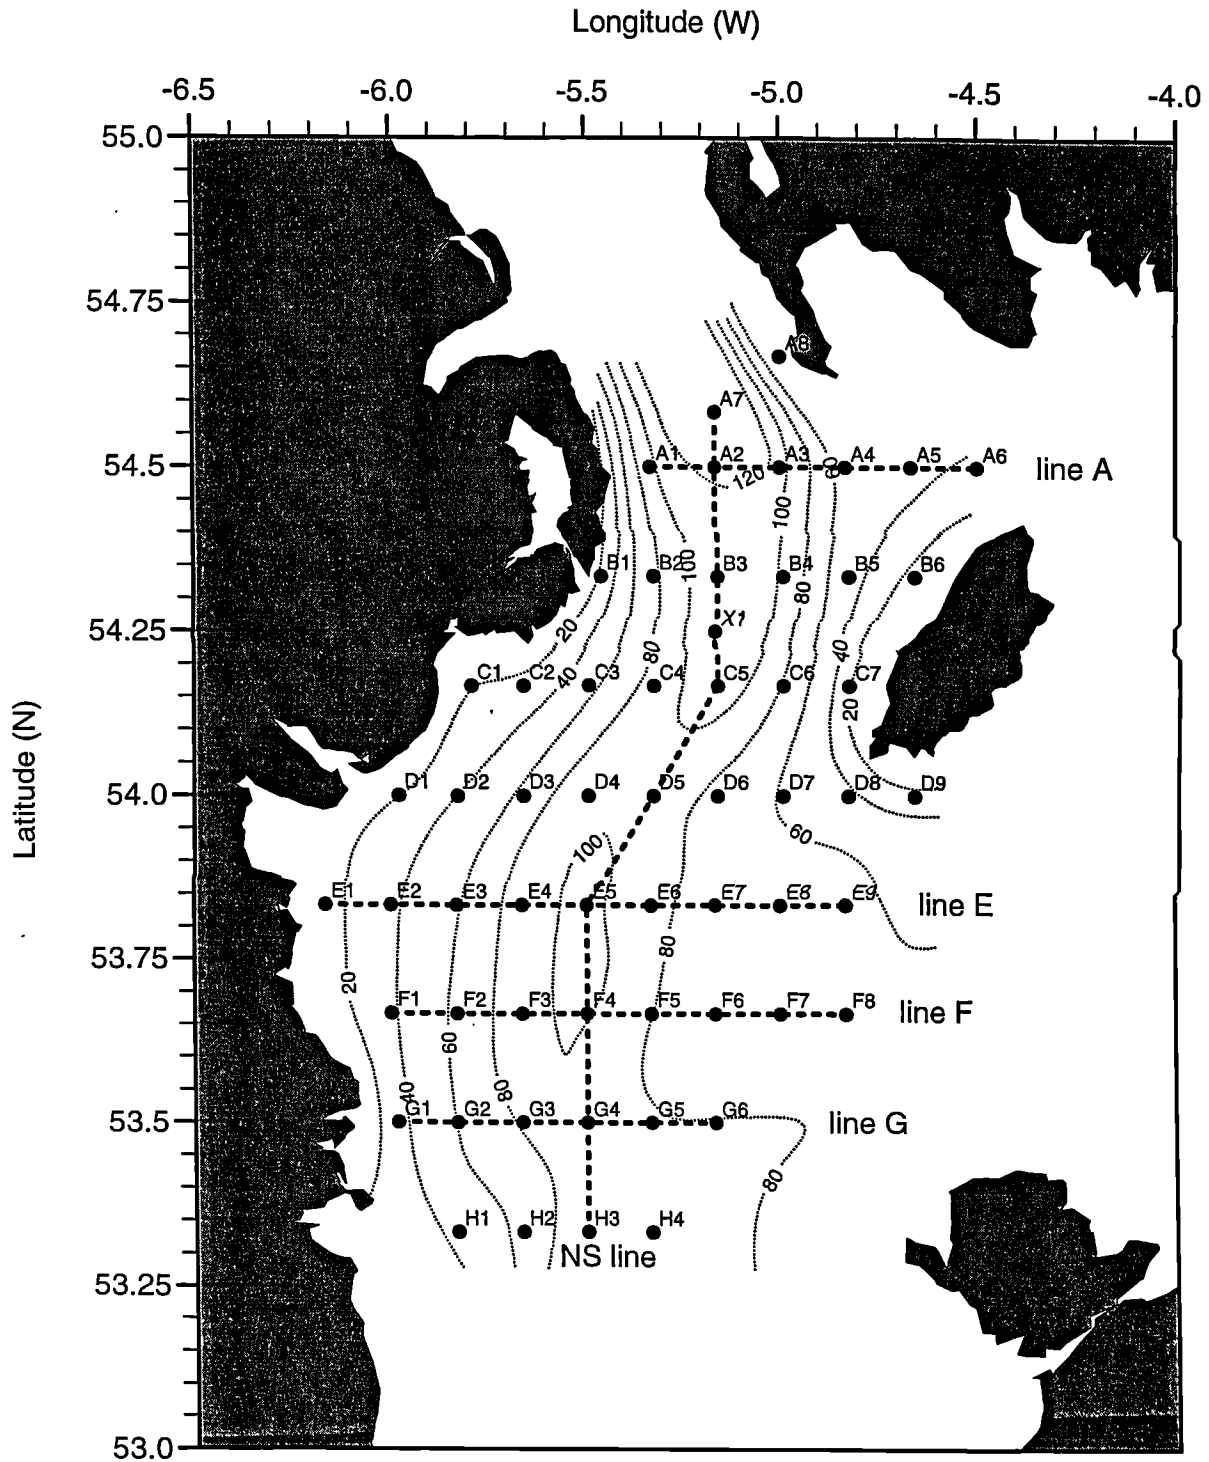 Longitude (W)
-6.5 -6.0 -5.5 -5.0 -4.5 -4.0
55.0
54.75
A8
A7
54.5
A1 A2 A3 60 A4 A5 A6 line A
120
100
B1 B2 100 B3 B4 B5 B6
80
54.25
20 X1
80 40
C1 C2 40 C3 C4 C5 C6 C7
20
Latitude (N)
54.0
D1 D2 D3 D4 D5 D6 D7 D8 D9
60
100
E1 E2 E3 E4 E5 E6 E7 E8 E9 line E
53.75
80
20
F1 F2 F3 F4 F5 F6 F7 F8 line F
60
80
40
53.5
G1 G2 G3 G4 G5 G6 line G
80
H1 H2 H3 H4
NS line
53.25
53.0